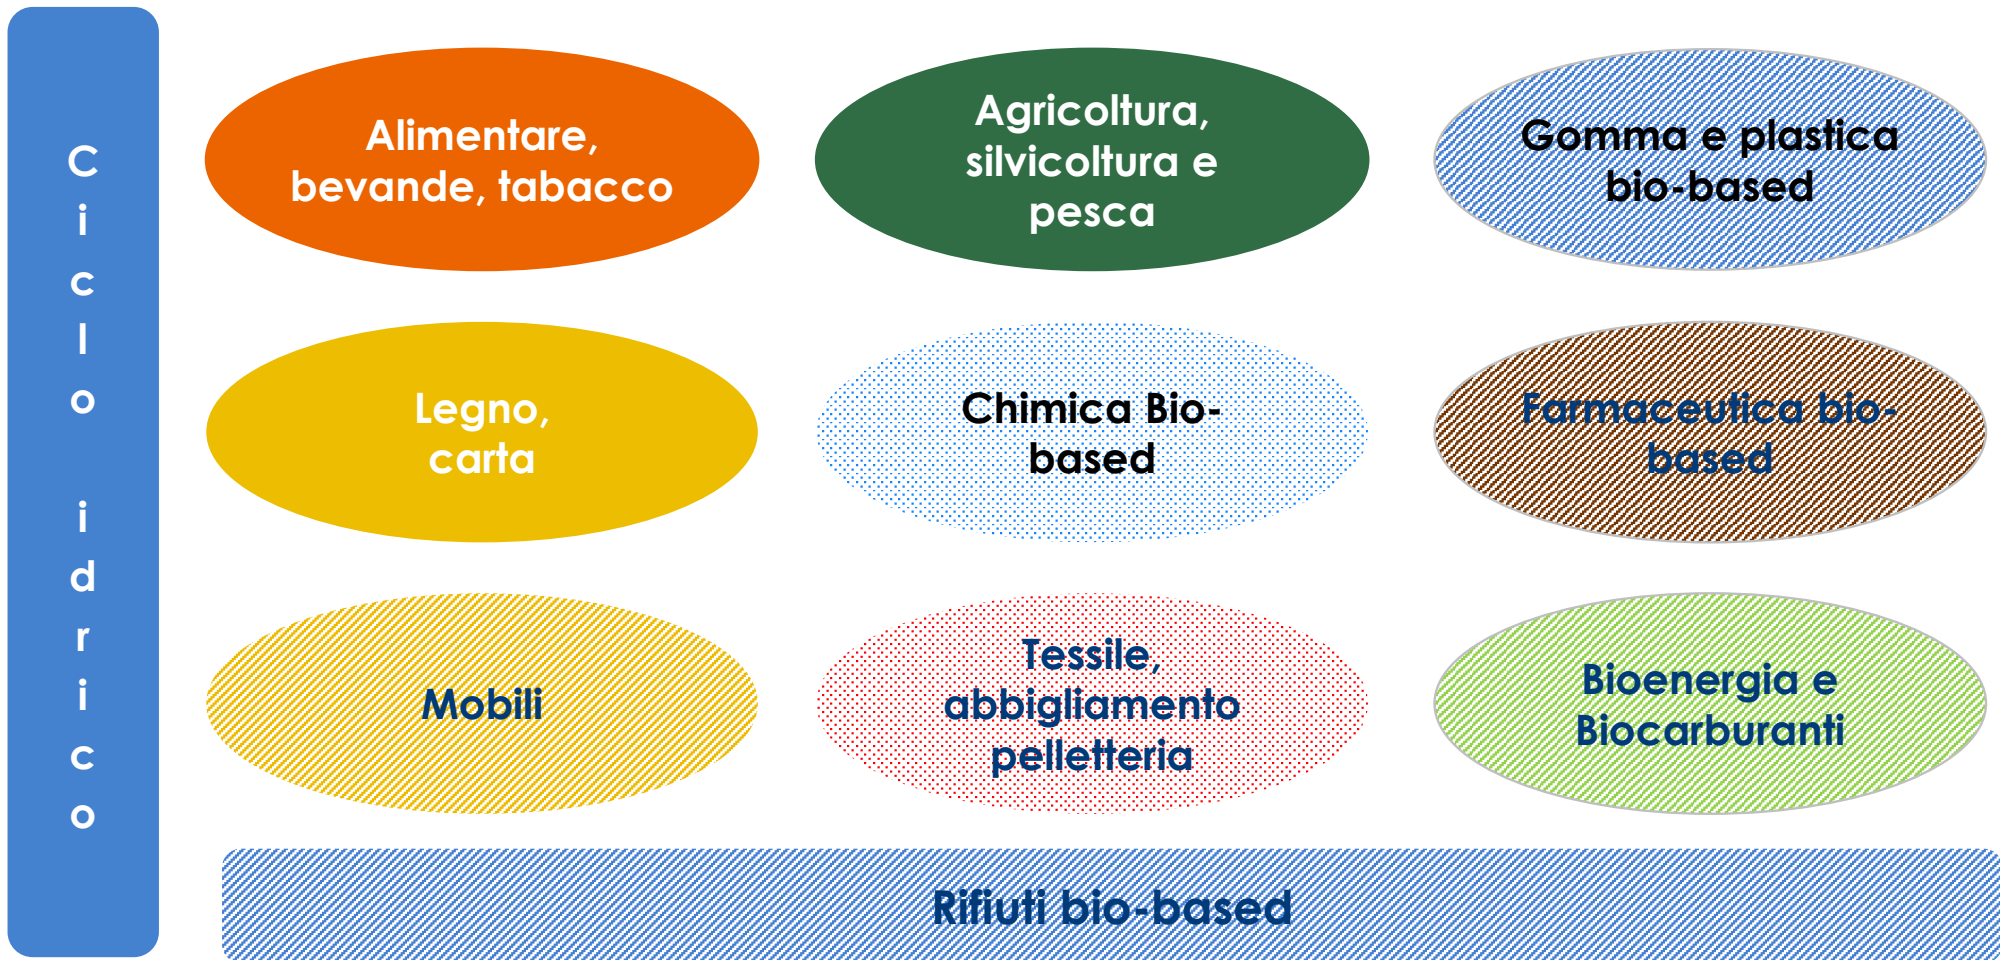 Ciclo idrico
Alimentare,
bevande, tabacco
Agricoltura,
silvicoltura e
pesca
Gomma e plastica
bio-based
Legno,
carta
Chimica Bio-
based
Farmaceutica bio-
based
Mobili
Tessile,
abbigliamento
pelletteria
Bioenergia e
Biocarburanti
Rifiuti bio-based